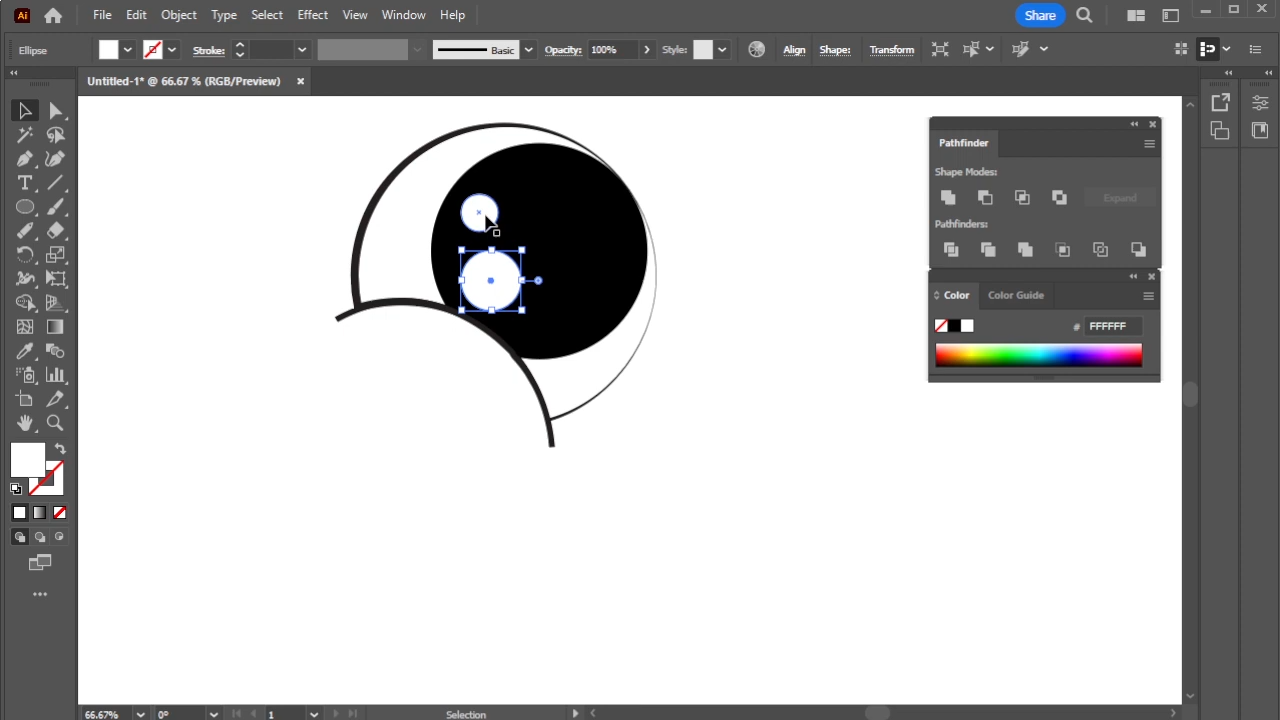 Ai File Edit Object Type Select Effect View Window Help Share
Ellipse Stroke: Basic Opacity: 100% Style: Align Shape: Transform
Untitled-1* @ 66.67 % (RGB/Preview)
Pathfinder
Shape Modes:
Expand
Pathfinders:
Color Color Guide
# FFFFFF
66.67% 0° 1 Selection